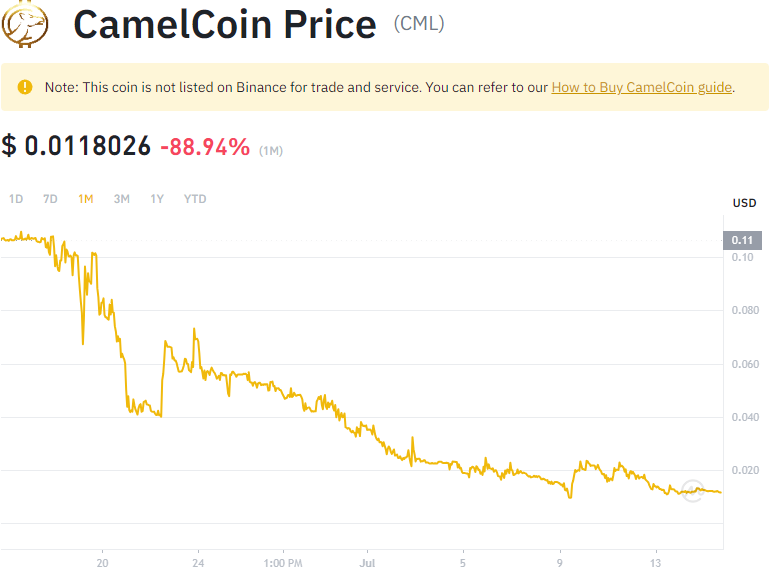 CamelCoin Price (CML)
Note: This coin is not listed on Binance for trade and service. You can refer to our How to Buy CamelCoin guide.
$ 0.0118026 -88.94% (1M)
1D 7D 1M 3M 1Y YTD
USD
0.11
0.10
0.080
0.060
0.040
0.020
20 24 1:00 PM Jul 5 9 13